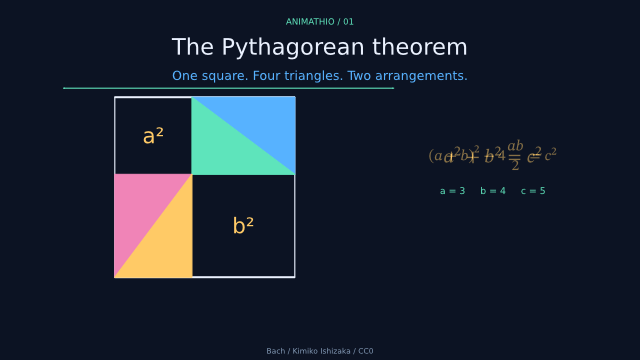 ANIMATHIO / 01
The Pythagorean theorem
One square. Four triangles. Two arrangements.
a²
b²
a = 3 b = 4 c = 5
Bach / Kimiko Ishizaka / CC0